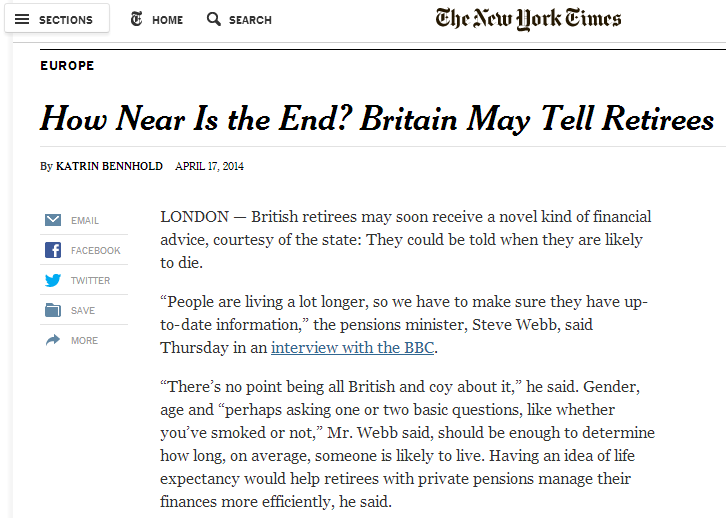 SECTIONS HOME SEARCH The New York Times
EUROPE
How Near Is the End? Britain May Tell Retirees
By KATRIN BENNHOLD APRIL 17, 2014
EMAIL
FACEBOOK
TWITTER
SAVE
MORE
LONDON — British retirees may soon receive a novel kind of financial
advice, courtesy of the state: They could be told when they are likely
to die.
“People are living a lot longer, so we have to make sure they have up-
to-date information,” the pensions minister, Steve Webb, said
Thursday in an interview with the BBC.
“There’s no point being all British and coy about it,” he said. Gender,
age and “perhaps asking one or two basic questions, like whether
you’ve smoked or not,” Mr. Webb said, should be enough to determine
how long, on average, someone is likely to live. Having an idea of life
expectancy would help retirees with private pensions manage their
finances more efficiently, he said.